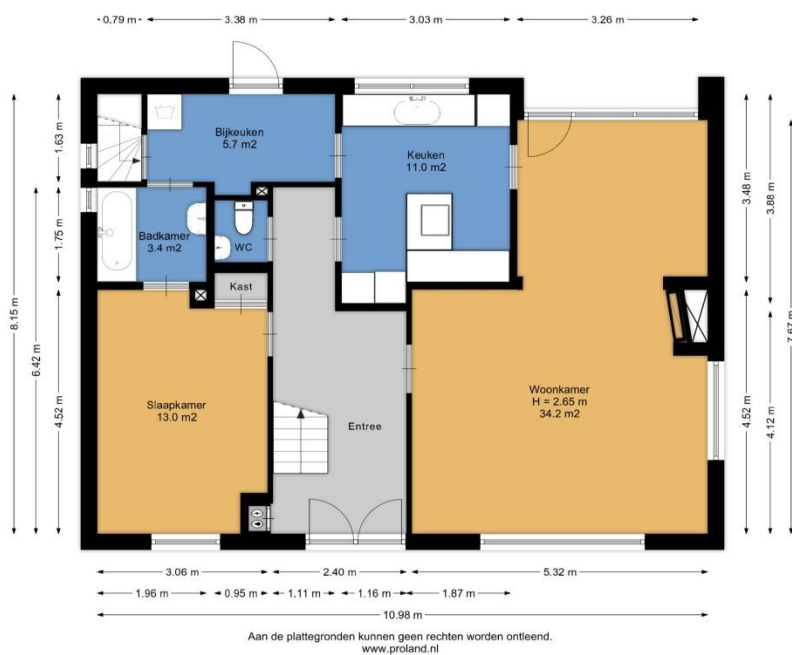 0.79 m
3.38 m
3.03 m
3.26 m
8.15 m
6.42 m
1.63 m
1.75 m
4.52 m
Bijkeuken
5.7 m2
Keuken
11.0 m2
Badkamer
3.4 m2
WC
Kast
Slaapkamer
13.0 m2
Entree
Woonkamer
H = 2.65 m
34.2 m2
3.48 m
4.52 m
3.88 m
4.12 m
7.67 m
3.06 m
2.40 m
5.32 m
1.96 m
0.95 m
1.11 m
1.16 m
1.87 m
10.98 m
Aan de plattegronden kunnen geen rechten worden ontleend.
www.proland.nl